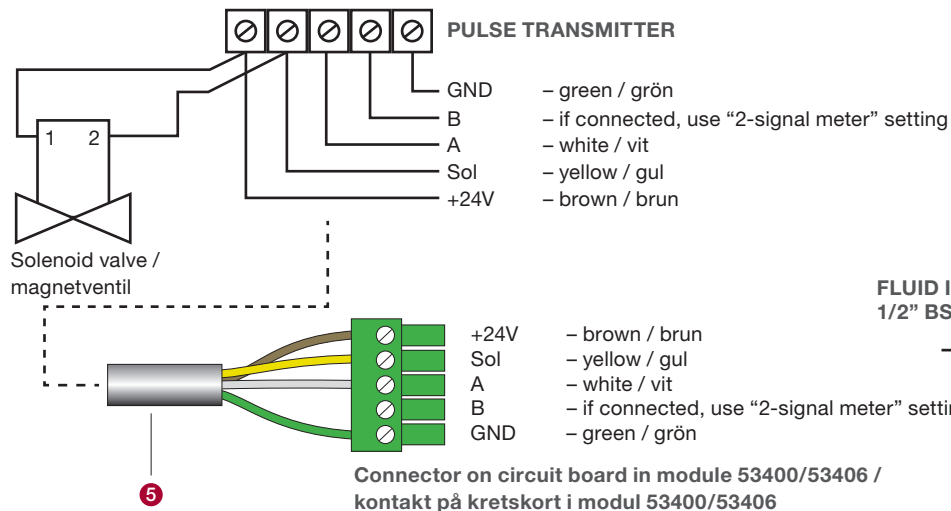 PULSE TRANSMITTER
GND – green / grön
B – if connected, use “2-signal meter” setting
A – white / vit
Sol – yellow / gul
+24V – brown / brun
1 2
Solenoid valve /
magnetventil
FLUID I
1/2” BS
+24V – brown / brun
Sol – yellow / gul
A – white / vit
B – if connected, use “2-signal meter” settin
GND – green / grön
Connector on circuit board in module 53400/53406 /
kontakt på kretskort i modul 53400/53406
5